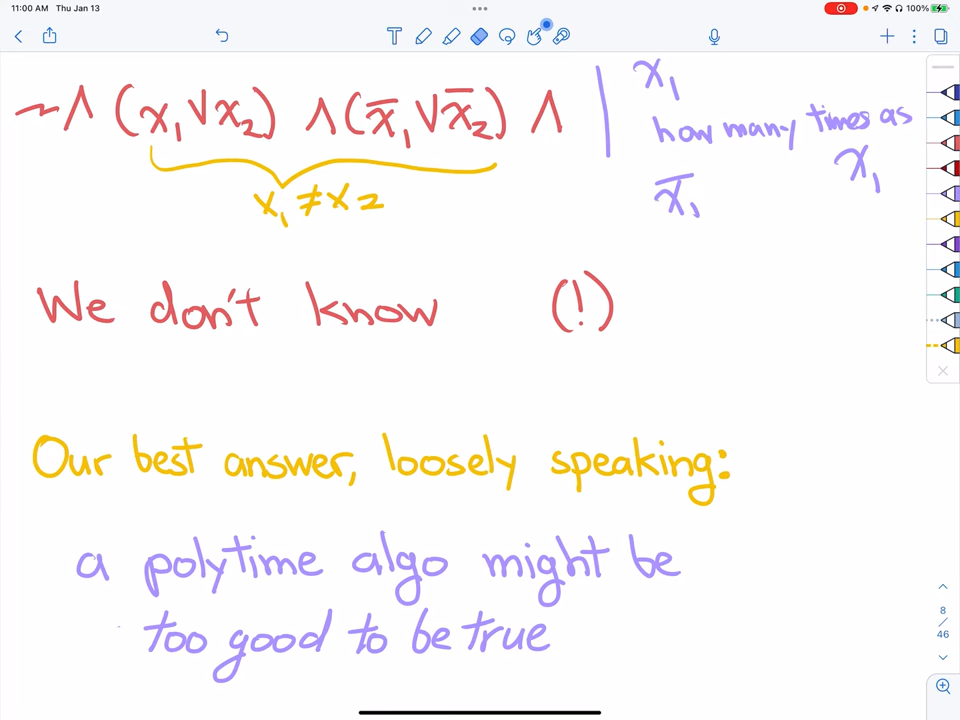 11:00 AM Thu Jan 13
100%
~∧ (x₁ ∨ x₂) ∧ (x̄₁ ∨ x̄₂) ∧
x₁ ≠ x₂
x₁
how many times as
x₁
x̄₁
We don't know (!)
Our best answer, loosely speaking:
a polytime algo might be
too good to be true
8
/
46